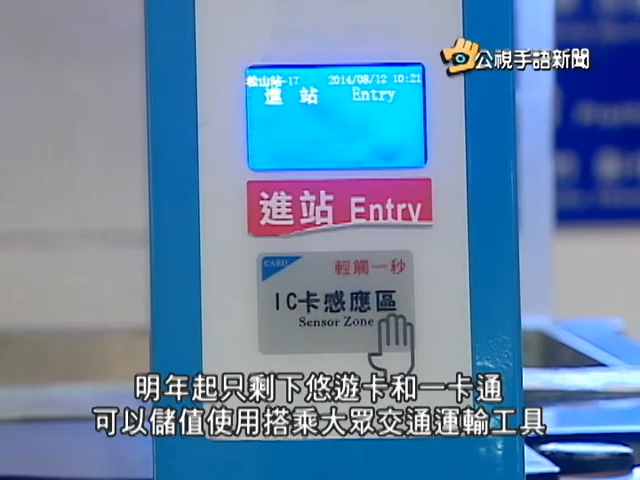 公視手語新聞
松山站-17 2014/08/12 10:21
進 站 Entry
進站 Entry
CARD
輕觸一秒
IC卡感應區
Sensor Zone
明年起只剩下悠遊卡和一卡通
可以儲值使用搭乘大眾交通運輸工具